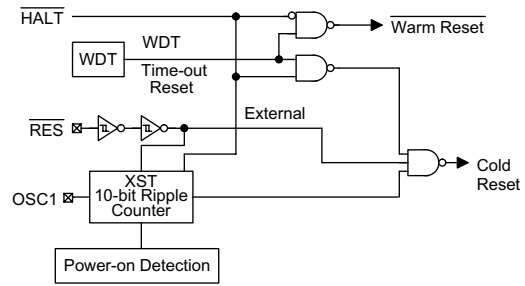 HALT
WDT
Warm Reset
WDT
Time-out
Reset
External
RES
XST
10-bit Ripple
Counter
OSC1
Cold
Reset
Power-on Detection